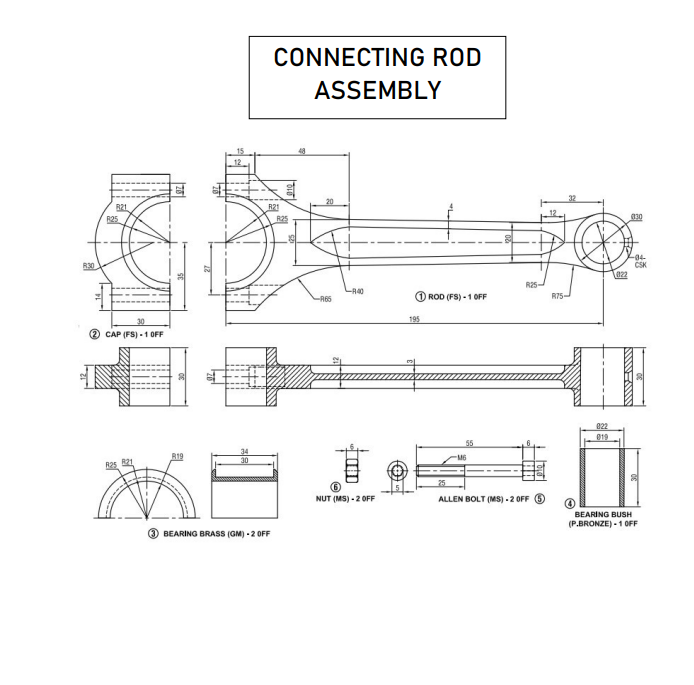 CONNECTING ROD
ASSEMBLY
15
48
12
32
Ø7
Ø7
Ø10
R21
R25
R21
R25
20
4
12
Ø30
25
20
R30
35
27
Ø4-
CSK
Ø22
14
R40
R65
R25
R75
① ROD (FS) - 1 OFF
30
195
② CAP (FS) - 1 OFF
12
30
Ø7
12
3
30
R25
R21
R19
34
30
6
55
6
M6
Ø10
5
25
⑥
NUT (MS) - 2 OFF
ALLEN BOLT (MS) - 2 OFF ⑤
Ø22
Ø19
30
④
BEARING BUSH
(P.BRONZE) - 1 OFF
③ BEARING BRASS (GM) - 2 OFF